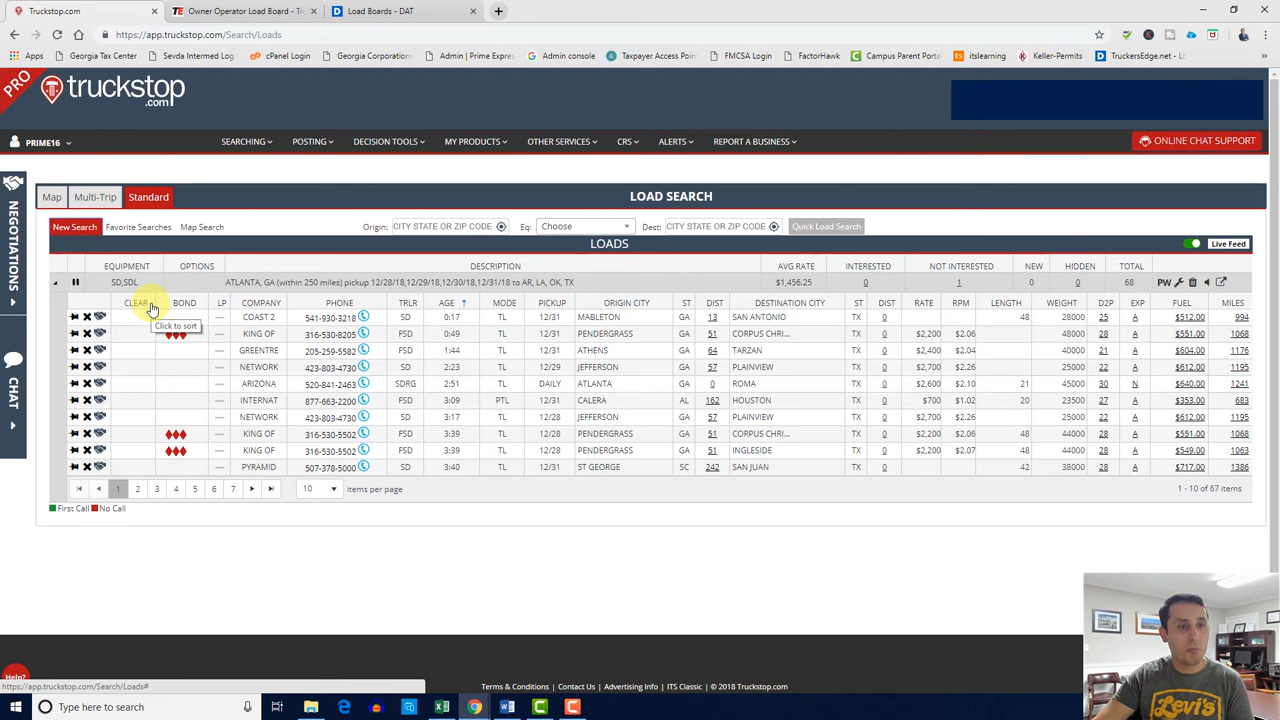 Truckstop.com
Owner Operator Load Board - Tr
Load Boards - DAT
https://app.truckstop.com/Search/Loads
Apps
Georgia Tax Center
Sevda Intermed Log
cPanel Login
Georgia Corporation
Admin | Prime Expre
Admin Login
Taxpayer Access Poi
FMCSA Login
FactorHawk
Campus Parent Port
itslearning
Keller-Permits
TruckersEdge.net - Lo
PRO
truckstop
.com
PRIME16
SEARCHING
POSTING
DECISION TOOLS
MY PRODUCTS
OTHER SERVICES
CRS
ALERTS
REPORT A BUSINESS
ONLINE CHAT SUPPORT
NEGOTIATIONS
CHAT
Map Multi-Trip Standard
LOAD SEARCH
New Search Favorite Searches Map Search Origin: CITY STATE OR ZIP CODE Eq: Choose Dest: CITY STATE OR ZIP CODE Quick Load Search
LOADS
Live Feed
EQUIPMENT OPTIONS DESCRIPTION AVG RATE INTERESTED NOT INTERESTED NEW HIDDEN TOTAL
SD,SDL ATLANTA, GA (within 250 miles) pickup 12/28/18,12/29/18,12/30/18,12/31/18 to AR, LA, OK, TX $1,456.25 0 1 0 0 68 PW
CLEAR BOND LP COMPANY PHONE TRLR AGE MODE PICKUP ORIGIN CITY ST DIST DESTINATION CITY ST DIST RATE RPM LENGTH WEIGHT D2P EXP FUEL MILES
COAST 2 541-930-3218 SD 0:17 TL 12/31 MABLETON GA 13 SAN ANTONIO TX 0 48 28000 25 A $512.00 994
KING OF 316-530-8205 FSD 0:51 TL 12/31 PENDERGRASS GA 51 CORPUS CHRI... TX 0 $2,200 $2.06 48 48000 28 A $551.00 1068
GREENTRE 205-259-5582 FSD 1:44 TL 12/31 ATHENS GA 64 TARZAN TX 0 $2,400 $2.04 40000 21 A $604.00 1176
NETWORK 423-803-4730 SD 2:23 TL 12/29 JEFFERSON GA 57 PLAINVIEW TX 0 $2,700 $2.26 25000 22 A $612.00 1195
ARIZONA 520-841-2463 SDRG 2:51 TL DAILY ATLANTA GA 0 ROMA TX 0 $2,600 $2.10 21 45000 30 N $640.00 1241
INTERNAT 877-663-2200 FSD 3:09 PTL 12/31 CALERA AL 162 HOUSTON TX 0 $700 $1.02 20 23500 27 A $353.00 683
NETWORK 423-803-4730 SD 3:17 TL 12/28 JEFFERSON GA 57 PLAINVIEW TX 0 $2,700 $2.26 25000 22 A $612.00 1195
KING OF 316-530-5502 FSD 3:39 TL 12/28 PENDERGRASS GA 51 CORPUS CHRI... TX 0 $2,200 $2.06 48 44000 28 A $551.00 1068
KING OF 316-530-5502 FSD 3:39 TL 12/28 PENDERGRASS GA 51 INGLESIDE TX 0 $2,200 $2.07 48 44000 28 A $549.00 1063
PYRAMID 507-378-5000 SD 3:40 TL 12/31 ST GEORGE SC 242 SAN JUAN TX 0 42 38000 28 A $717.00 1386
Click to sort
1 2 3 4 5 6 7 10 items per page 1 - 10 of 67 items
First Call No Call
Help?
https://app.truckstop.com/Search/Loads#
Terms & Conditions | Contact Us | Advertising Info | ITS Classic | © 2018 Truckstop.com
Levi's
Type here to search